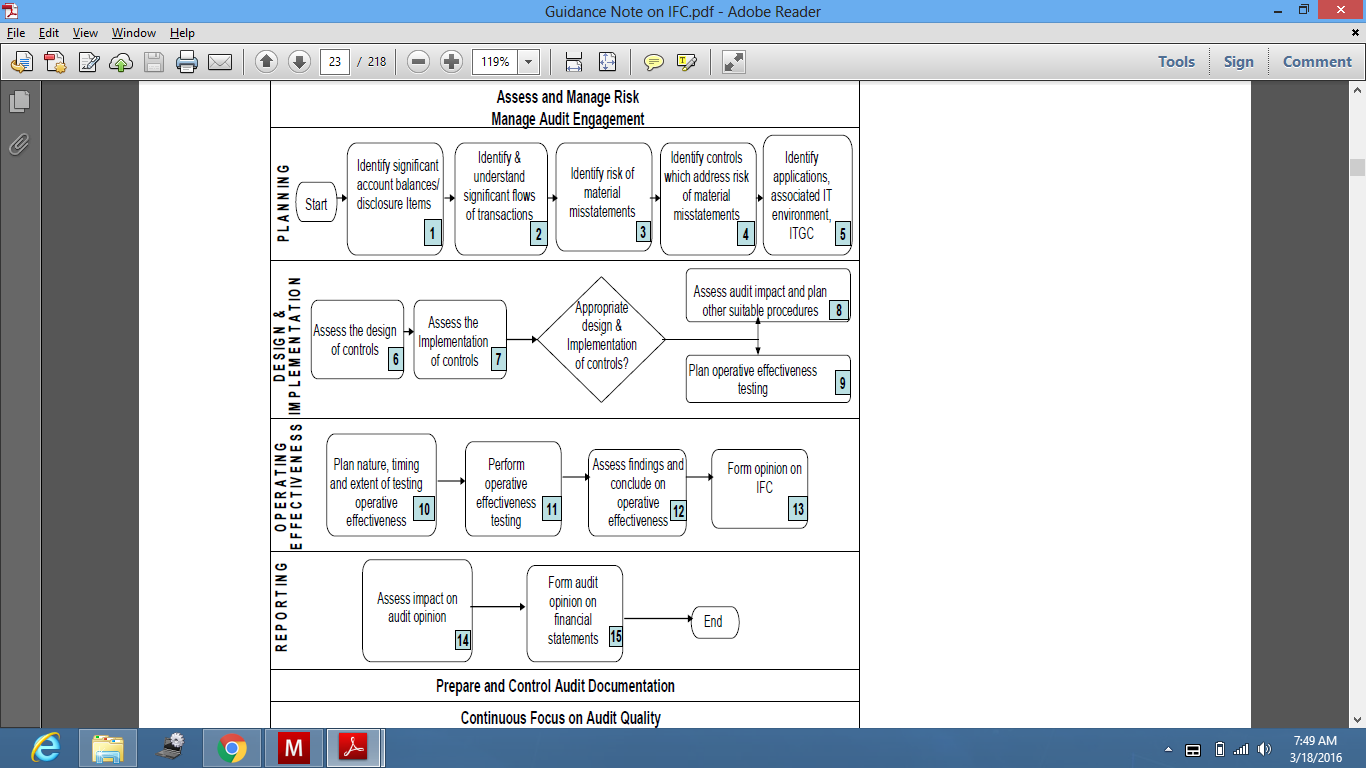 Guidance Note on IFC.pdf - Adobe Reader
File Edit View Window Help
23 / 218
119%
Tools Sign Comment
Assess and Manage Risk
Manage Audit Engagement
PLANNING
Start
Identify significant
account balances/
disclosure Items
1
Identify &
understand
significant flows
of transactions
2
Identify risk of
material
misstatements
3
Identify controls
which address risk
of material
misstatements
4
Identify
applications,
associated IT
environment,
ITGC
5
DESIGN &
IMPLEMENTATION
Assess the design
of controls
6
Assess the
Implementation
of controls
7
Appropriate
design &
Implementation
of controls?
Assess audit impact and plan
other suitable procedures
8
Plan operative effectiveness
testing
9
OPERATING
EFFECTIVENESS
Plan nature, timing
and extent of testing
operative
effectiveness
10
Perform
operative
effectiveness
testing
11
Assess findings and
conclude on
operative
effectiveness
12
Form opinion on
IFC
13
REPORTING
Assess impact on
audit opinion
14
Form audit
opinion on
financial
statements
15
End
Prepare and Control Audit Documentation
Continuous Focus on Audit Quality
M
7:49 AM
3/18/2016